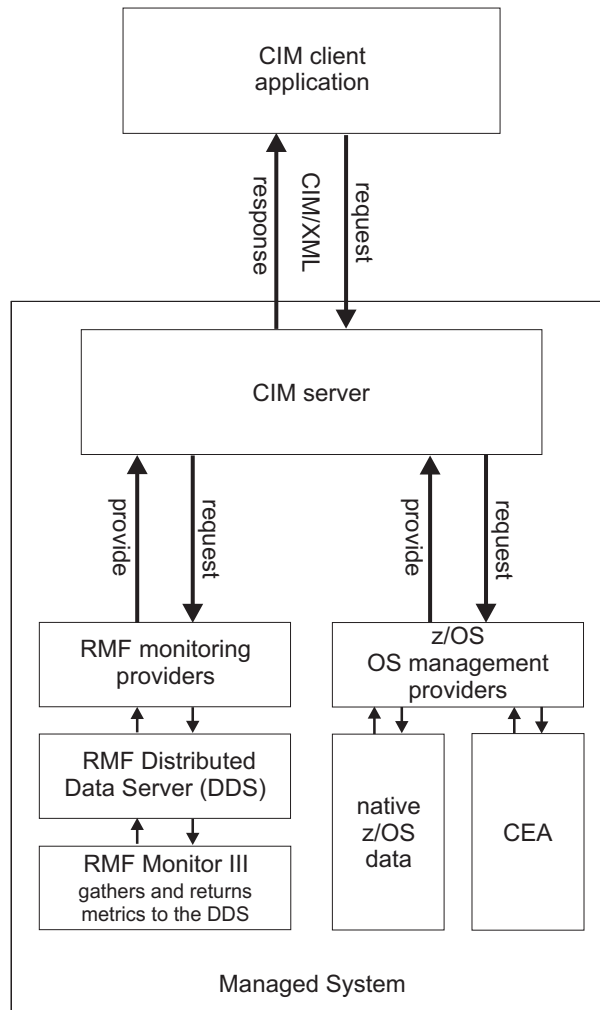 CIM client
application
response
CIM/XML
request
CIM server
provide
request
provide
request
RMF monitoring
providers
z/OS
OS management
providers
RMF Distributed
Data Server (DDS)
native
z/OS
data
CEA
RMF Monitor III
gathers and returns
metrics to the DDS
Managed System